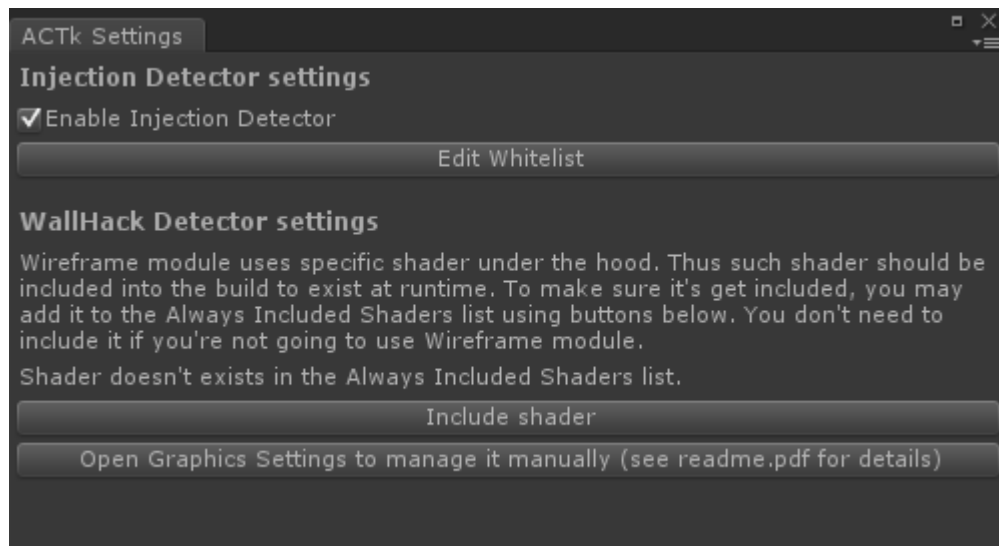 ACTk Settings
Injection Detector settings
Enable Injection Detector
Edit Whitelist
WallHack Detector settings
Wireframe module uses specific shader under the hood. Thus such shader should be
included into the build to exist at runtime. To make sure it's get included, you may
add it to the Always Included Shaders list using buttons below. You don't need to
include it if you're not going to use Wireframe module.
Shader doesn't exists in the Always Included Shaders list.
Include shader
Open Graphics Settings to manage it manually (see readme.pdf for details)